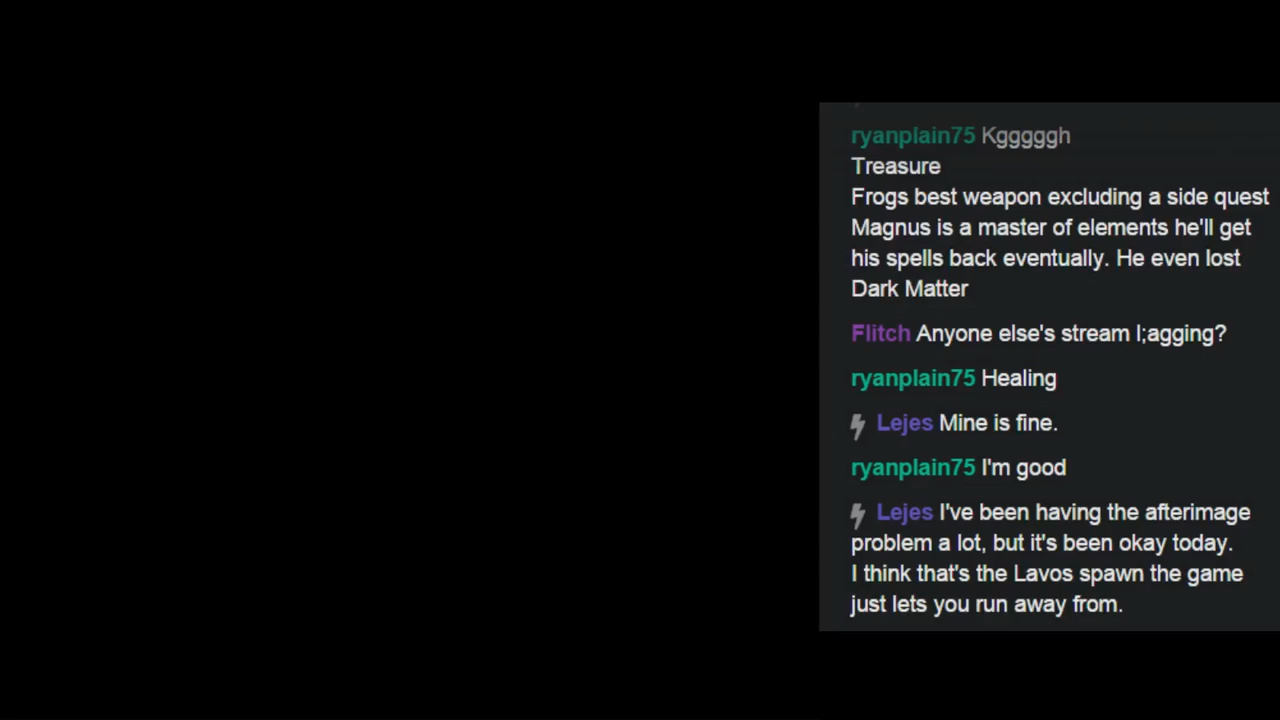 ryanplain75 Kgggggh
Treasure
Frogs best weapon excluding a side quest
Magnus is a master of elements he'll get
his spells back eventually. He even lost
Dark Matter
Flitch Anyone else's stream l;agging?
ryanplain75 Healing
Lejes Mine is fine.
ryanplain75 I'm good
Lejes I've been having the afterimage
problem a lot, but it's been okay today.
I think that's the Lavos spawn the game
just lets you run away from.